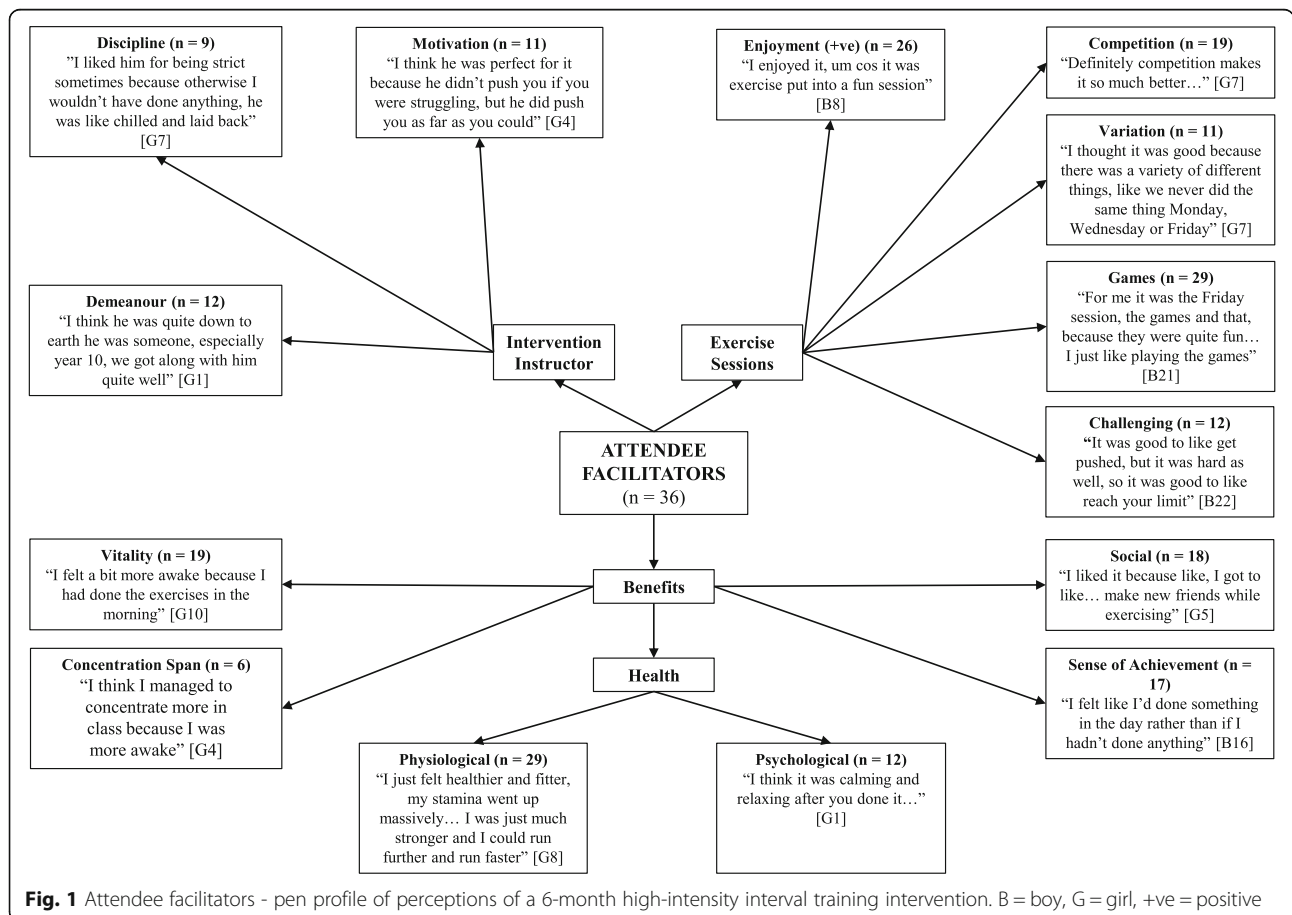 Discipline (n = 9)
"I liked him for being strict
sometimes because otherwise I
wouldn't have done anything, he
was like chilled and laid back"
[G7]
Motivation (n = 11)
"I think he was perfect for it
because he didn't push you if you
were struggling, but he did push
you as far as you could" [G4]
Enjoyment (+ve) (n = 26)
"I enjoyed it, um cos it was
exercise put into a fun session"
[B8]
Competition (n = 19)
"Definitely competition makes
it so much better…" [G7]
Variation (n = 11)
"I thought it was good because
there was a variety of different
things, like we never did the
same thing Monday,
Wednesday or Friday" [G7]
Demeanour (n = 12)
"I think he was quite down to
earth he was someone, especially
year 10, we got along with him
quite well" [G1]
Intervention
Instructor
Exercise
Sessions
Games (n = 29)
"For me it was the Friday
session, the games and that,
because they were quite fun…
I just like playing the games"
[B21]
Challenging (n = 12)
"It was good to like get
pushed, but it was hard as
well, so it was good to like
reach your limit" [B22]
ATTENDEE
FACILITATORS
(n = 36)
Vitality (n = 19)
"I felt a bit more awake because I
had done the exercises in the
morning" [G10]
Benefits
Social (n = 18)
"I liked it because like, I got to
like… make new friends while
exercising" [G5]
Concentration Span (n = 6)
"I think I managed to
concentrate more in
class because I was
more awake" [G4]
Health
Sense of Achievement (n =
17)
"I felt like I'd done something
in the day rather than if I
hadn't done anything" [B16]
Physiological (n = 29)
"I just felt healthier and fitter,
my stamina went up
massively… I was just much
stronger and I could run
further and run faster" [G8]
Psychological (n = 12)
"I think it was calming and
relaxing after you done it…"
[G1]
Fig. 1 Attendee facilitators - pen profile of perceptions of a 6-month high-intensity interval training intervention. B = boy, G = girl, +ve = positive